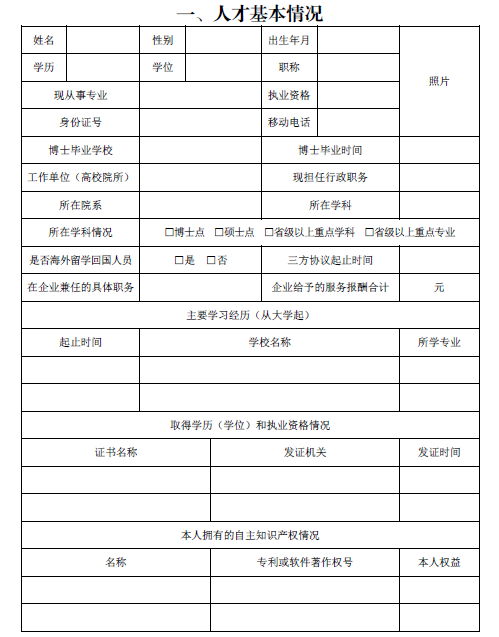 一、人才基本情况
姓名 性别 出生年月 照片
学历 学位 职称
现从事专业 执业资格
身份证号 移动电话
博士毕业学校 博士毕业时间
工作单位（高校院所） 现担任行政职务
所在院系 所在学科
所在学科情况 □博士点 □硕士点 □省级以上重点学科 □省级以上重点专业
是否海外留学回国人员 □是 □否 三方协议起止时间
在企业兼任的具体职务 企业给予的服务报酬合计 元
主要学习经历（从大学起）
起止时间 学校名称 所学专业
取得学历（学位）和执业资格情况
证书名称 发证机关 发证时间
本人拥有的自主知识产权情况
名称 专利或软件著作权号 本人权益